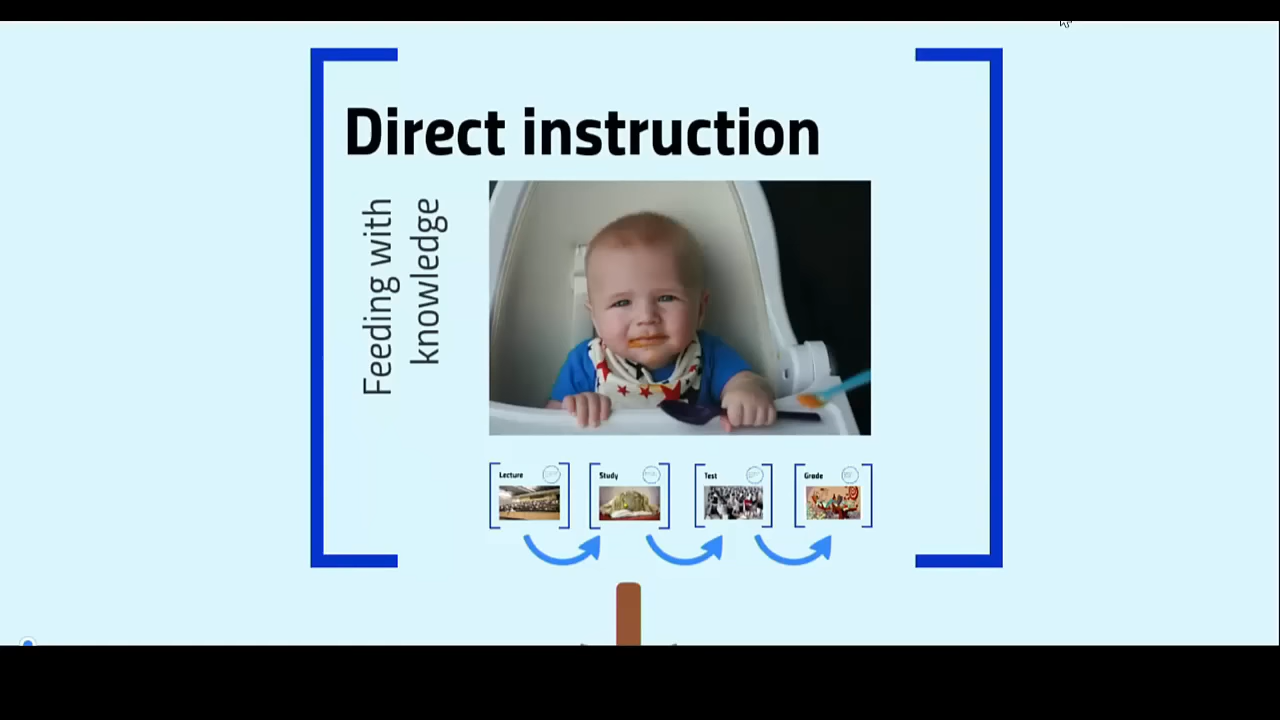 Direct instruction
Feeding with
knowledge
Lecture
Study
Test
Grade